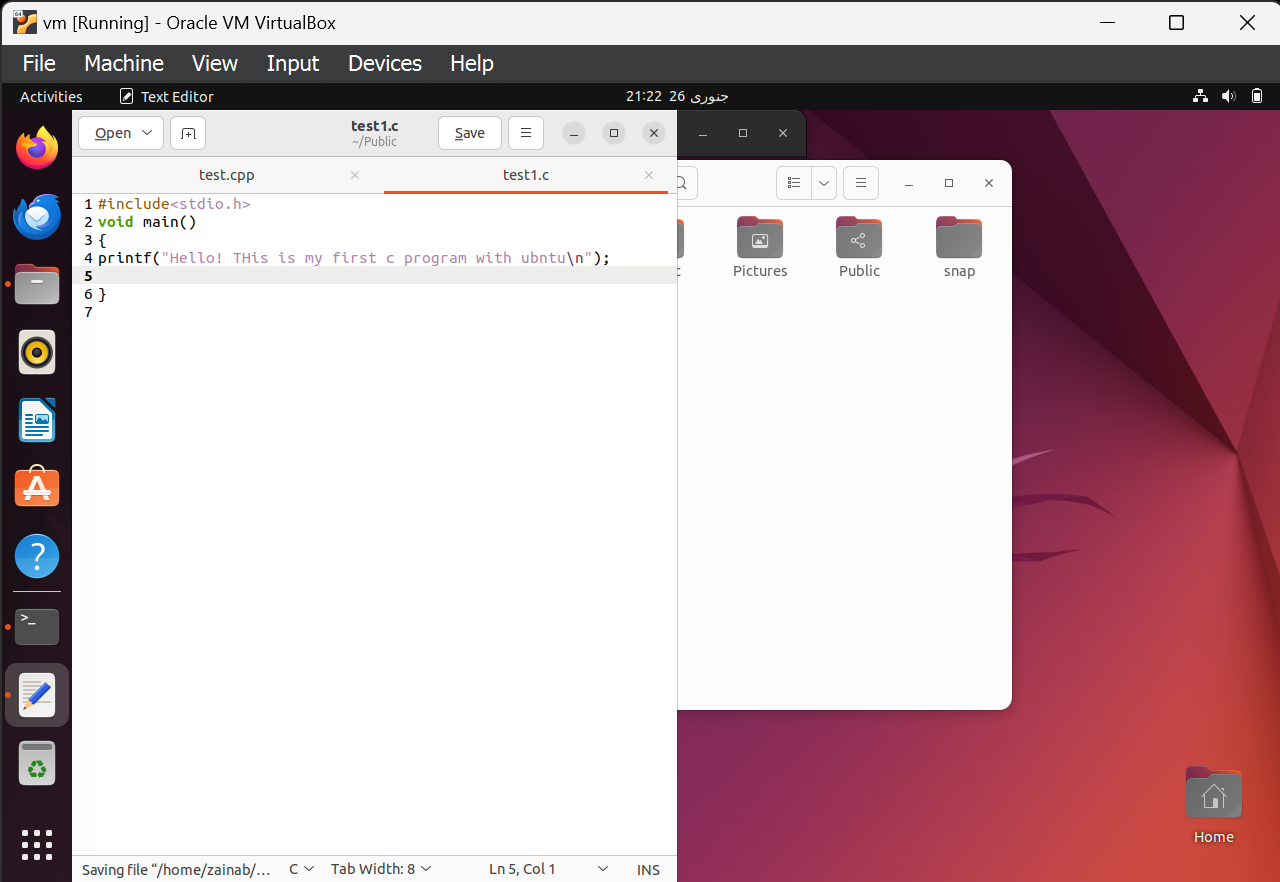 vm [Running] - Oracle VM VirtualBox
File Machine View Input Devices Help
Activities Text Editor 21:22 26 جنوری
Open test1.c Save
~/Public
test.cpp test1.c
1 #include<stdio.h>
2 void main()
3 {
4 printf("Hello! THis is my first c program with ubntu\n");
5
6 }
7
Pictures Public snap
>_
Home
Saving file “/home/zainab/… C Tab Width: 8 Ln 5, Col 1 INS